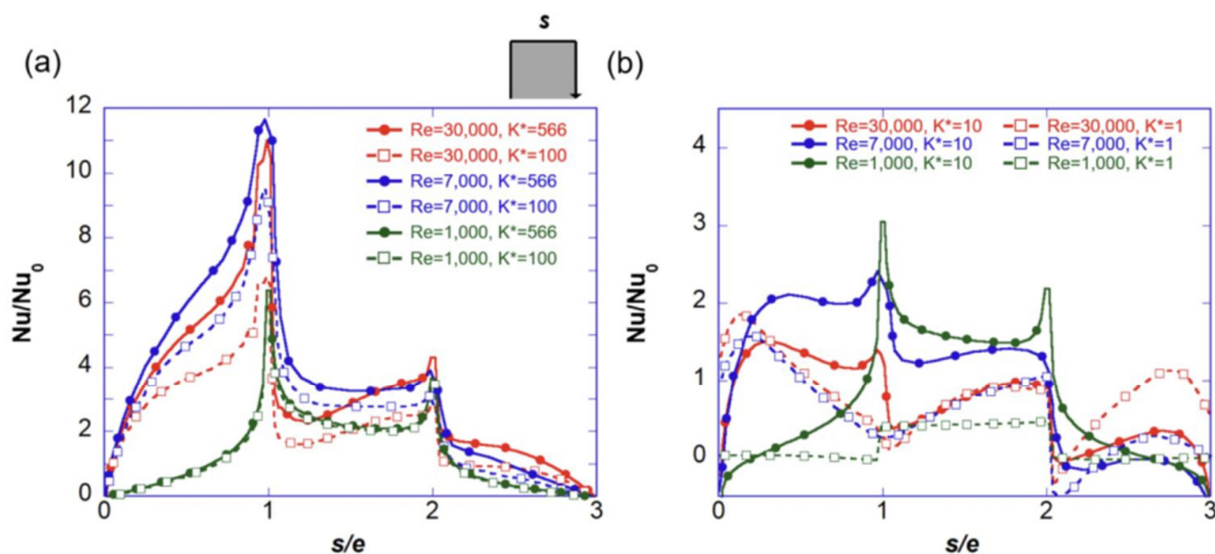 s
(a)
12
10
8
6
4
2
0
Nu/Nu0
Re=30,000, K*=566
Re=30,000, K*=100
Re=7,000, K*=566
Re=7,000, K*=100
Re=1,000, K*=566
Re=1,000, K*=100
0 1 2 3
s/e
(b)
4
3
2
1
0
Nu/Nu0
Re=30,000, K*=10 Re=30,000, K*=1
Re=7,000, K*=10 Re=7,000, K*=1
Re=1,000, K*=10 Re=1,000, K*=1
0 1 2 3
s/e